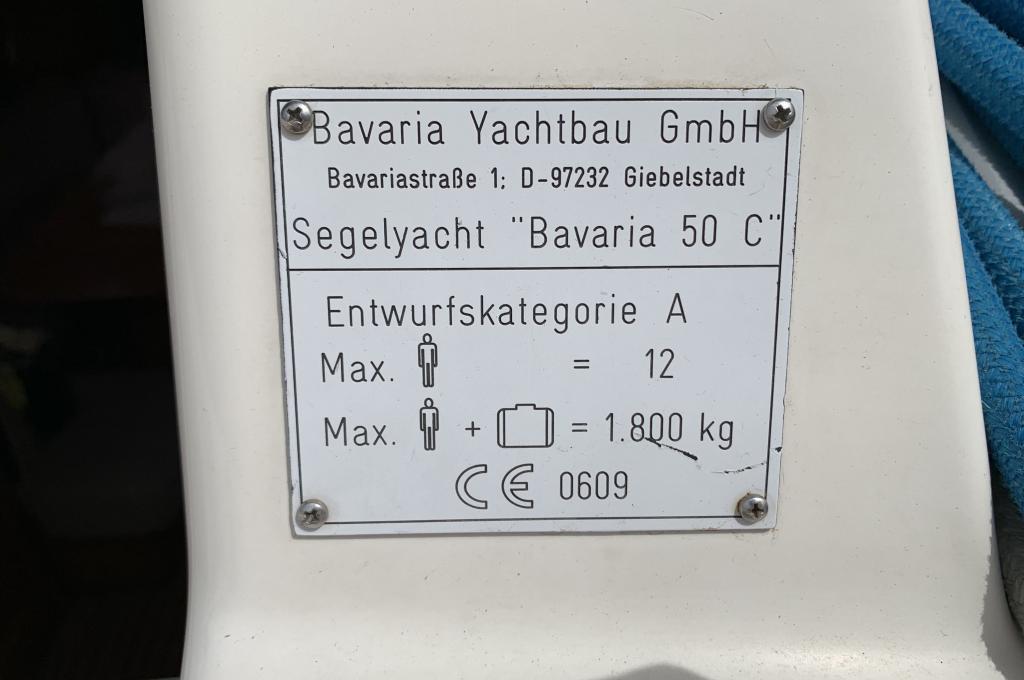 Bavaria Yachtbau GmbH
Bavariastraße 1; D-97232 Giebelstadt
Segelyacht "Bavaria 50 C"
Entwurfskategorie A
Max. = 12
Max. + = 1.800 kg
CE 0609